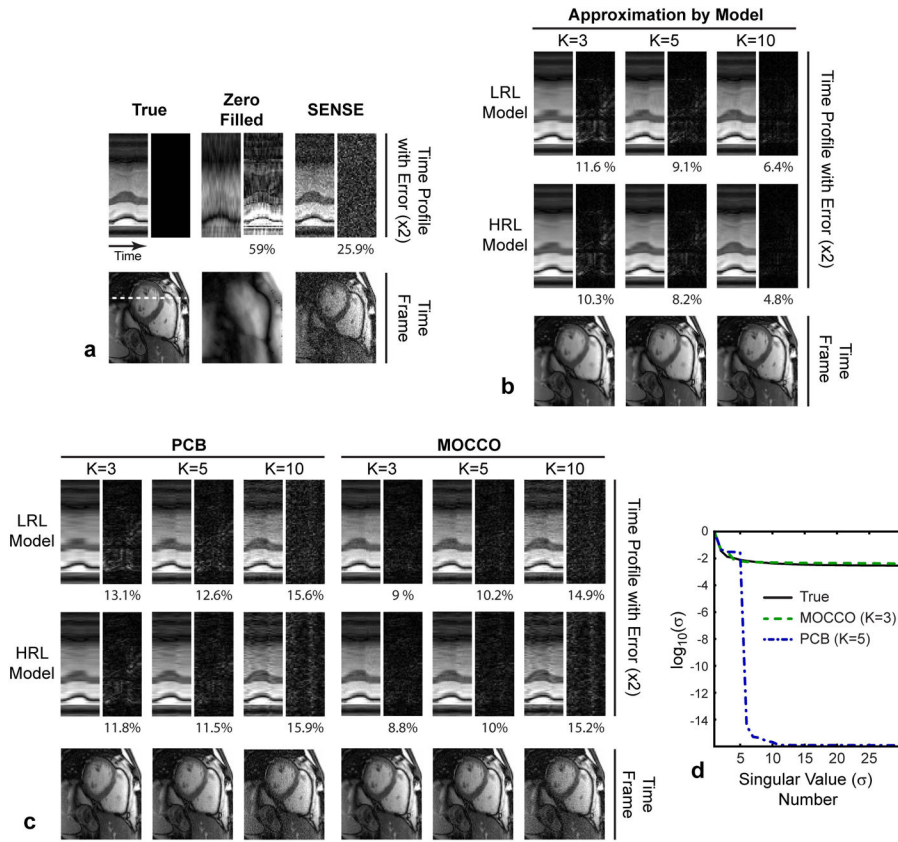 True
Zero
Filled
SENSE
Time Profile
with Error (x2)
Time
59%
25.9%
Time
Frame
a
Approximation by Model
K=3 K=5 K=10
LRL
Model
11.6 % 9.1% 6.4%
HRL
Model
10.3% 8.2% 4.8%
Time Profile with Error (x2)
Time
Frame
b
PCB MOCCO
K=3 K=5 K=10 K=3 K=5 K=10
LRL
Model
13.1% 12.6% 15.6% 9 % 10.2% 14.9%
HRL
Model
11.8% 11.5% 15.9% 8.8% 10% 15.2%
Time Profile with Error (x2)
Time
Frame
c
0
-2
-4
-6
-8
-10
-12
-14
log10(σ)
True
MOCCO (K=3)
PCB (K=5)
5 10 15 20 25
Singular Value (σ)
Number
d